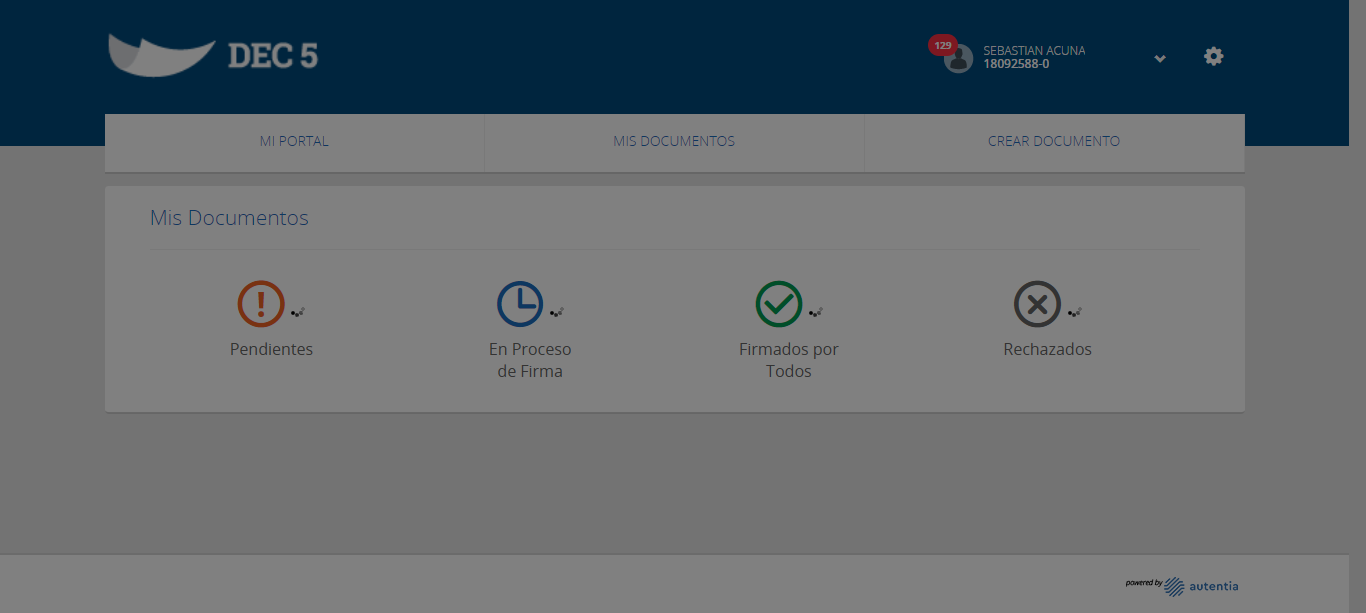 DEC 5
129
SEBASTIAN ACUNA
18092588-0
MI PORTAL
MIS DOCUMENTOS
CREAR DOCUMENTO
Mis Documentos
Pendientes
En Proceso
de Firma
Firmados por
Todos
Rechazados
powered by autentia